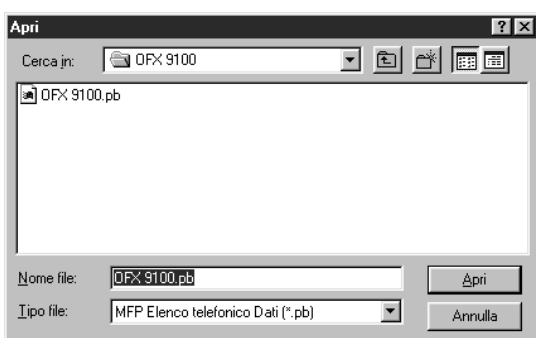 Apri
Cerca in: OFX 9100
OFX 9100.pb
Nome file: OFX 9100.pb Apri
Tipo file: MFP Elenco telefonico Dati (*.pb) Annulla